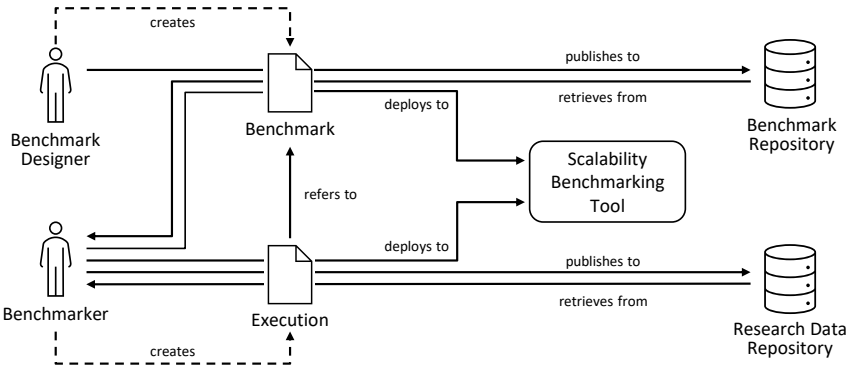 creates
publishes to
retrieves from
deploys to
Benchmark
Designer
Benchmark
Benchmark
Repository
Scalability
Benchmarking
Tool
refers to
deploys to
publishes to
retrieves from
Benchmarker
Execution
Research Data
Repository
creates